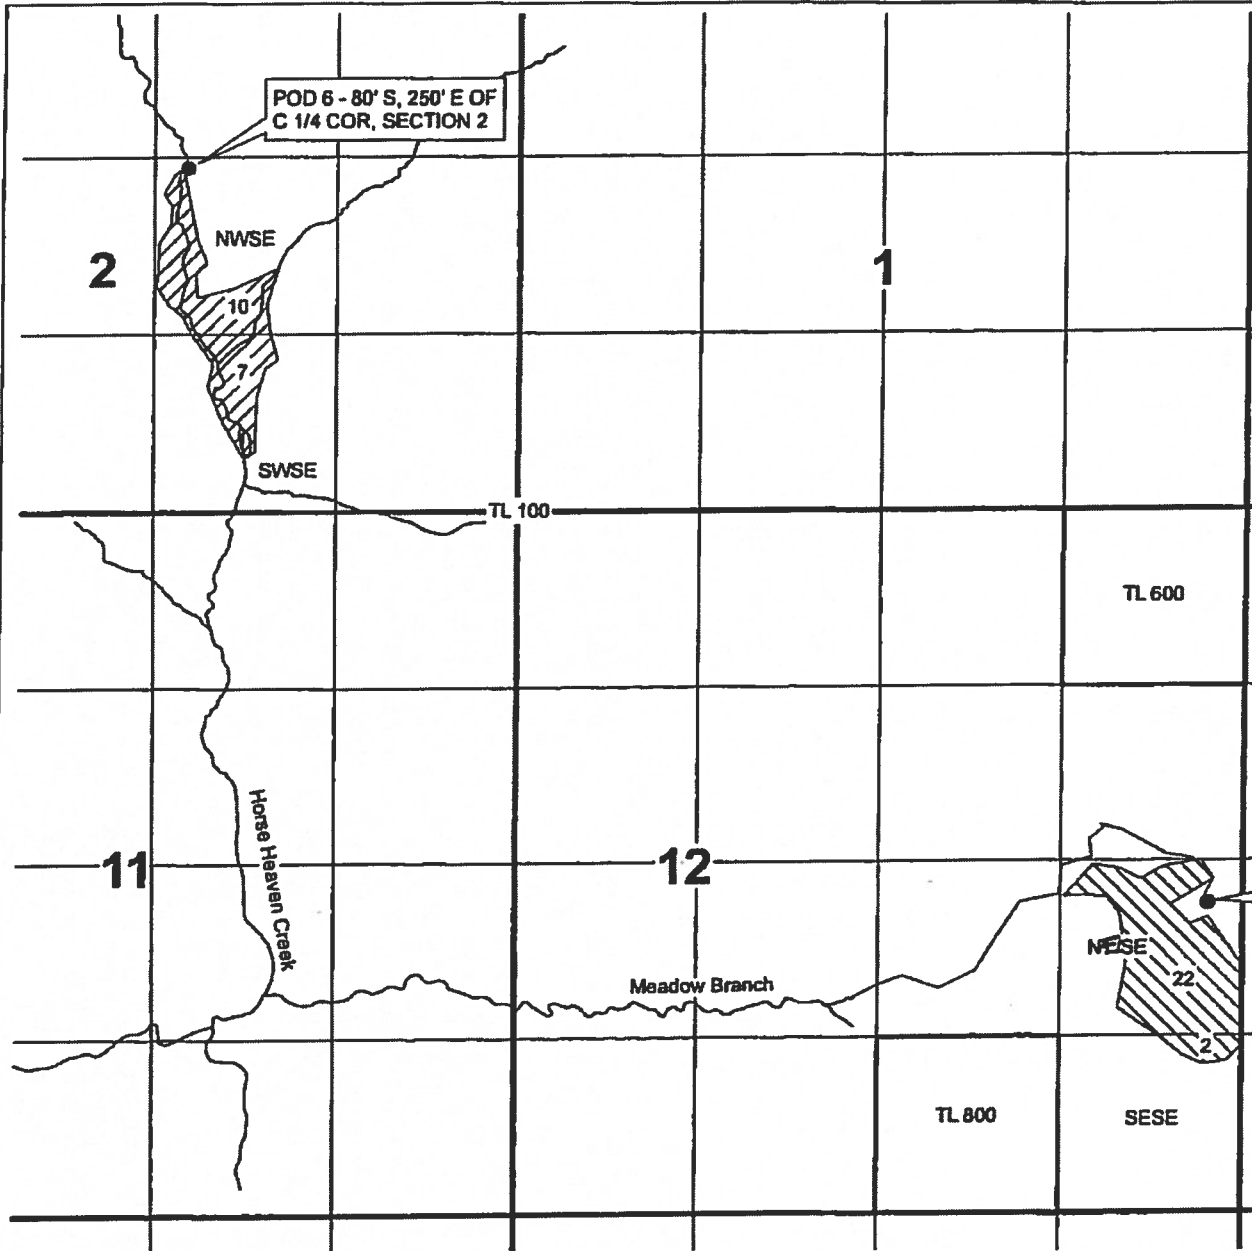 POD 6 - 80' S, 250' E OF
C 1/4 COR, SECTION 2
NWSE
2
1
10
7
SWSE
TL 100
TL 600
Horse Heaven Creek
11
12
NESE
22
Meadow Branch
2
TL 800
SESE